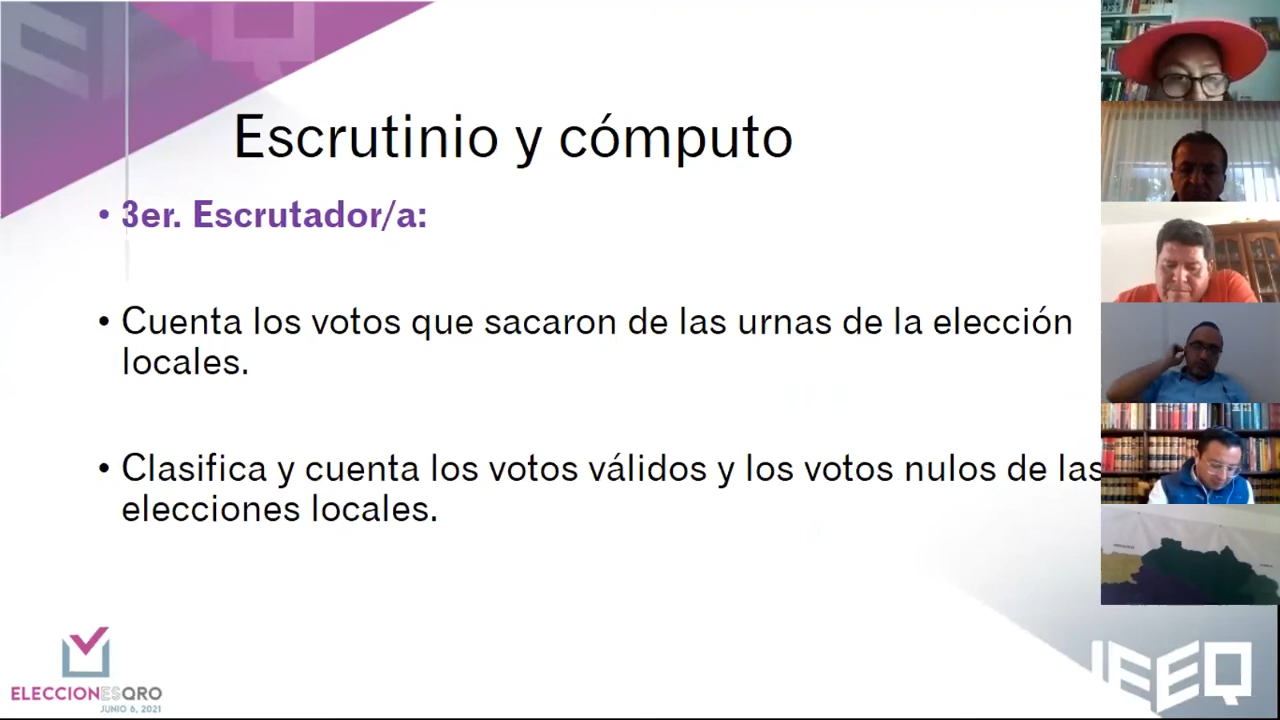 Escrutinio y cómputo
• 3er. Escrutador/a:
• Cuenta los votos que sacaron de las urnas de la elección
locales.
• Clasifica y cuenta los votos válidos y los votos nulos de las
elecciones locales.
ELECCIONESQRO
JUNIO 6, 2021
IEEQ